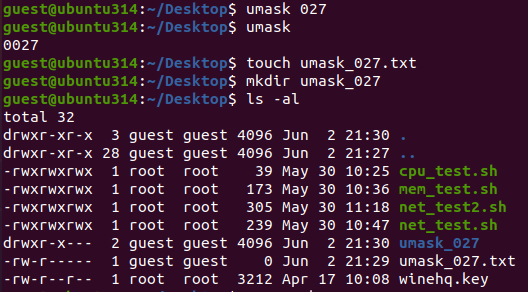 guest@ubuntu314:~/Desktop$ umask 027
guest@ubuntu314:~/Desktop$ umask
0027
guest@ubuntu314:~/Desktop$ touch umask_027.txt
guest@ubuntu314:~/Desktop$ mkdir umask_027
guest@ubuntu314:~/Desktop$ ls -al
total 32
drwxr-xr-x  3 guest guest 4096 Jun  2 21:30 .
drwxr-xr-x 28 guest guest 4096 Jun  2 21:27 ..
-rwxrwxrwx  1 root  root    39 May 30 10:25 cpu_test.sh
-rwxrwxrwx  1 root  root   173 May 30 10:36 mem_test.sh
-rwxrwxrwx  1 root  root   305 May 30 11:18 net_test2.sh
-rwxrwxrwx  1 root  root   239 May 30 10:47 net_test.sh
drwxr-x---  2 guest guest 4096 Jun  2 21:30 umask_027
-rw-r-----  1 guest guest    0 Jun  2 21:29 umask_027.txt
-rw-r--r--  1 root  root  3212 Apr 17 10:08 winehq.key